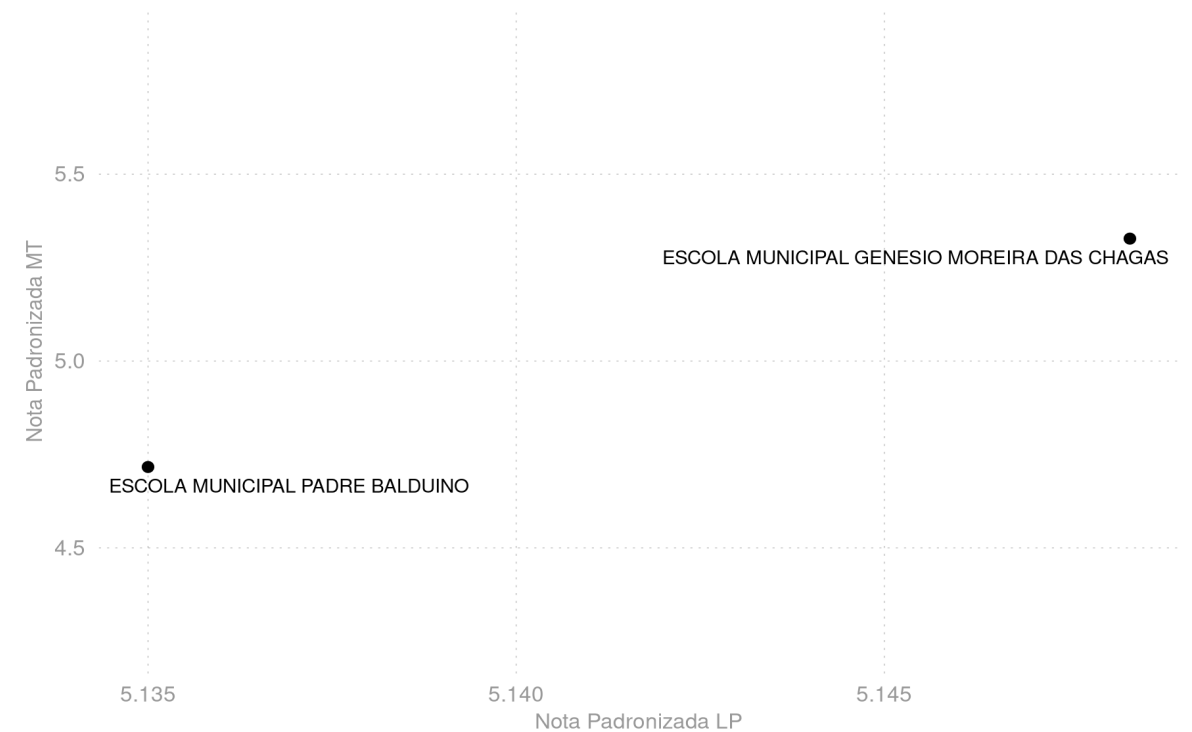 5.5
ESCOLA MUNICIPAL GENESIO MOREIRA DAS CHAGAS
Nota Padronizada MT
5.0
ESCOLA MUNICIPAL PADRE BALDUINO
4.5
5.135 5.140 5.145
Nota Padronizada LP